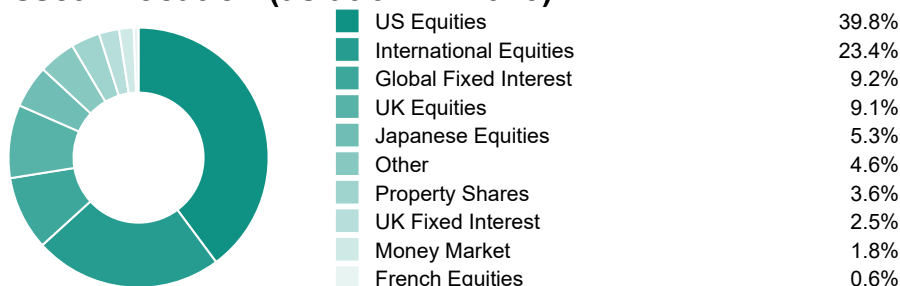 US Equities 39.8%
International Equities 23.4%
Global Fixed Interest 9.2%
UK Equities 9.1%
Japanese Equities 5.3%
Other 4.6%
Property Shares 3.6%
UK Fixed Interest 2.5%
Money Market 1.8%
French Equities 0.6%